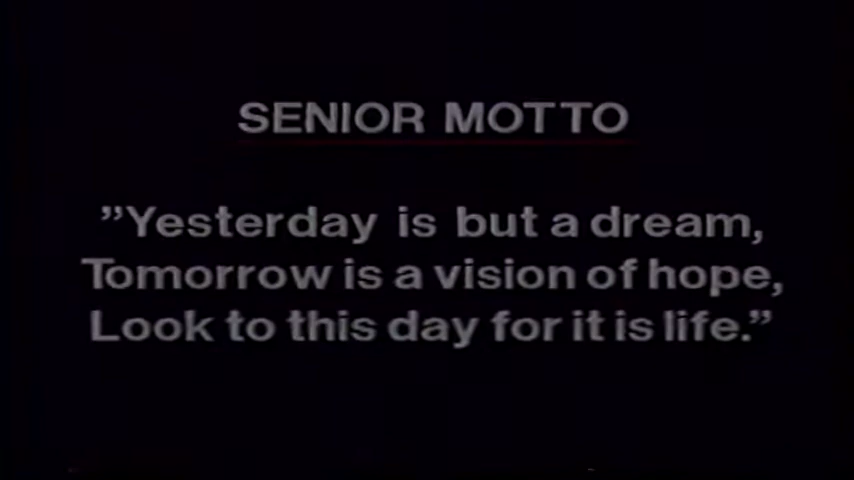 SENIOR MOTTO
”Yesterday is but a dream,
Tomorrow is a vision of hope,
Look to this day for it is life.”